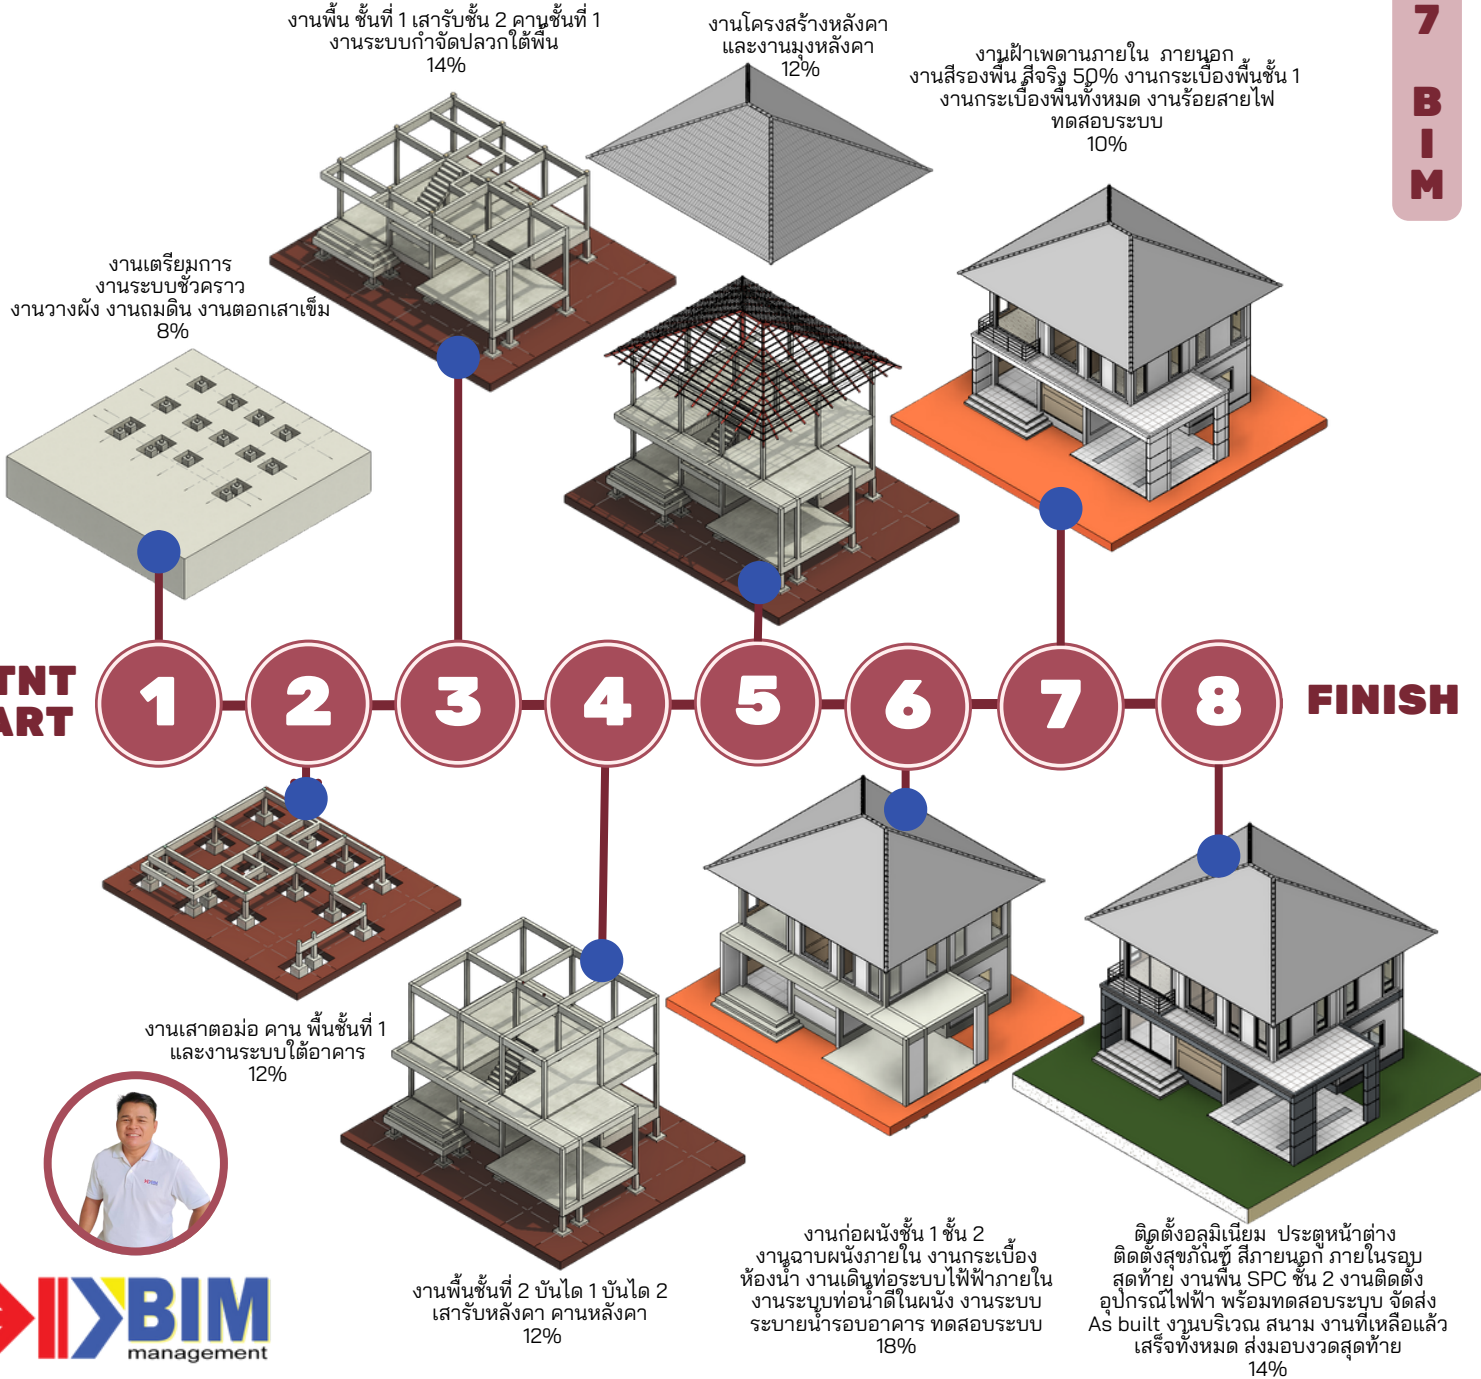 งานพื้น ชั้นที่ 1 เสารับชั้น 2 คานชั้นที่ 1
งานระบบกำจัดปลวกใต้พื้น
14%
งานโครงสร้างหลังคา
และงานมุงหลังคา
12%
งานฝ้าเพดานภายใน ภายนอก
งานสีรองพื้น สีจริง 50% งานกระเบื้องพื้นชั้น 1
งานกระเบื้องพื้นทั้งหมด งานร้อยสายไฟ
ทดสอบระบบ
10%
7
B
I
M
งานเตรียมการ
งานระบบชั่วคราว
งานวางผัง งานถมดิน งานตอกเสาเข็ม
8%
TNT
ART
1
2
3
4
5
6
7
8
FINISH
งานเสาตอม่อ คาน พื้นชั้นที่ 1
และงานระบบใต้อาคาร
12%
งานพื้นชั้นที่ 2 บันได 1 บันได 2
เสารับหลังคา คานหลังคา
12%
งานก่อผนังชั้น 1 ชั้น 2
งานฉาบผนังภายใน งานกระเบื้อง
ห้องน้ำ งานเดินท่อระบบไฟ้ฟ้าภายใน
งานระบบท่อน้ำดีในผนัง งานระบบ
ระบายน้ำรอบอาคาร ทดสอบระบบ
18%
ติดตั้งอลูมิเนียม ประตูหน้าต่าง
ติดตั้งสุขภัณฑ์ สีภายนอก ภายในรอบ
สุดท้าย งานพื้น SPC ชั้น 2 งานติดตั้ง
อุปกรณ์ไฟฟ้า พร้อมทดสอบระบบ จัดส่ง
As built งานบริเวณ สนาม งานที่เหลือแล้ว
เสร็จทั้งหมด ส่งมอบงวดสุดท้าย
14%
BIM
management